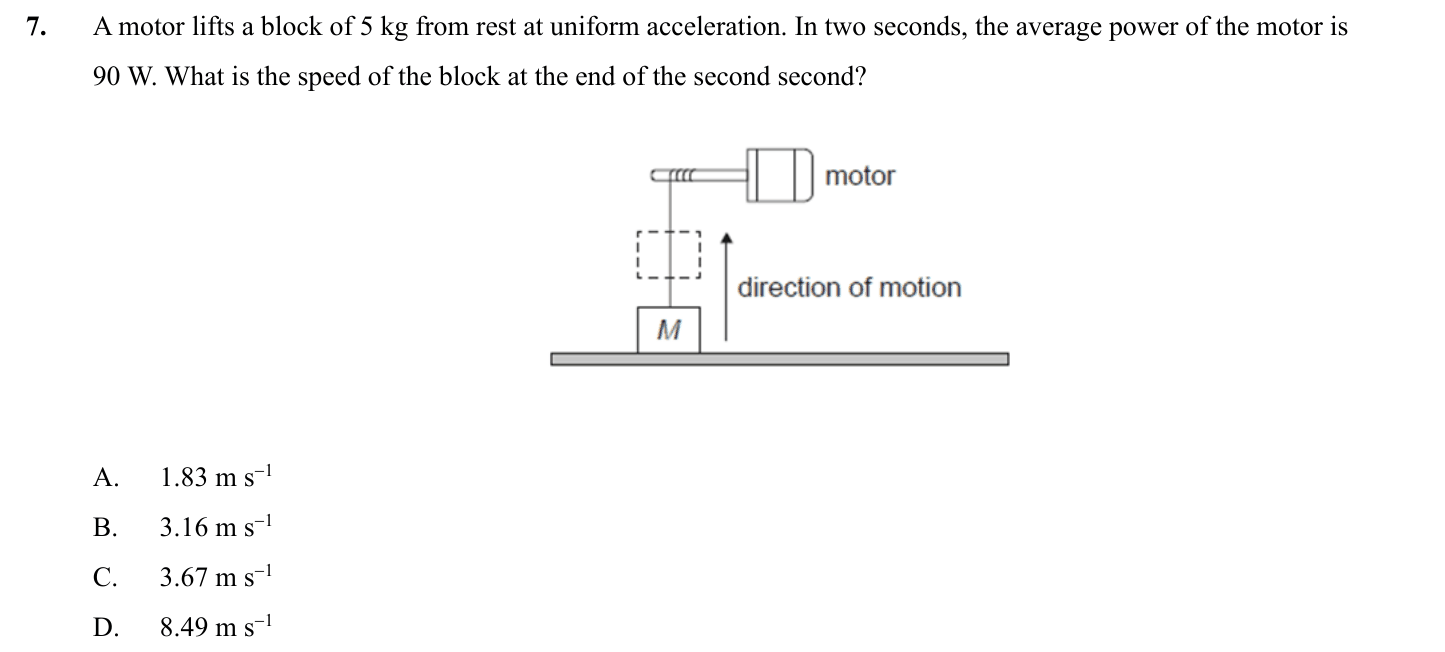 7. A motor lifts a block of 5 kg from rest at uniform acceleration. In two seconds, the average power of the motor is
90 W. What is the speed of the block at the end of the second second?
motor
direction of motion
M
A. 1.83 m s⁻¹
B. 3.16 m s⁻¹
C. 3.67 m s⁻¹
D. 8.49 m s⁻¹